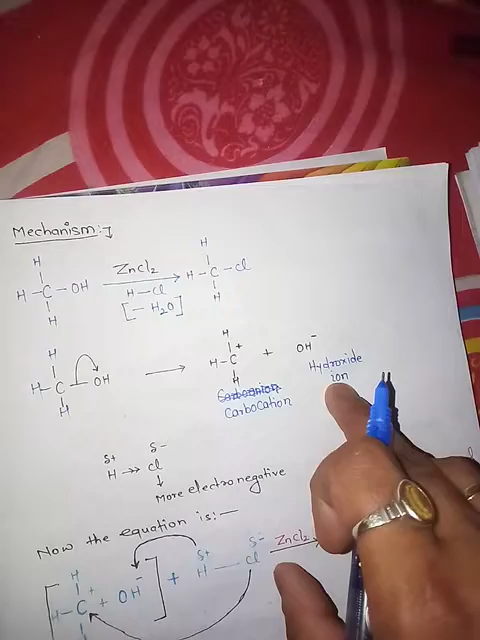 Mechanism:-
H
H-C-OH ZnCl2 H-C-Cl
H-Cl
[-H2O]
H
H
H
H
H
H-C-OH → H-C+ + OH-
H
H
Hydroxide
ion
Carbocation
δ+ δ-
H →→ Cl
↓
More electronegative
Now the equation is:-
H δ+ δ- ZnCl2
[H-C+ + OH-] + H-Cl